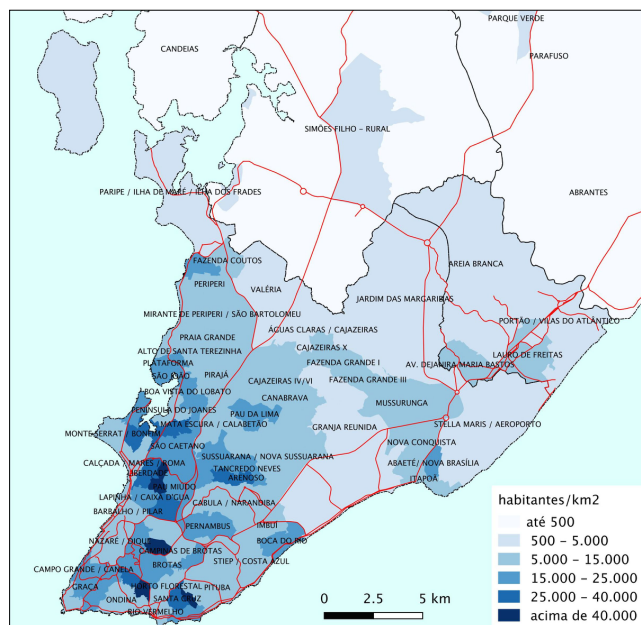 PARQUE VERDE
CANDEIAS
PARAFUSO
SIMÕES FILHO - RURAL
PARIPE / ILHA DE MARÉ / ILHA DOS FRADES
ABRANTES
FAZENDA COUTOS
AREIA BRANCA
PERIPERI
VALÉRIA
JARDIM DAS MARGARIDAS
MIRANTE DE PERIPERI / SÃO BARTOLOMEU
PORTÃO / VILAS DO ATLÂNTICO
ÁGUAS CLARAS / CAJAZEIRAS
PRAIA GRANDE
CAJAZEIRAS X
ALTO DE SANTA TEREZINHA
LAURO DE FREITAS
PLATAFORMA
FAZENDA GRANDE I
AV. DEJANIRA MARIA BASTOS
SÃO JOÃO
PIRAJÁ
CAJAZEIRAS IV/VI
FAZENDA GRANDE III
BOA VISTA DO LOBATO
CANABRAVA
MUSSURUNGA
PENÍNSULA DO JOANES
PAU DA LIMA
MATA ESCURA / CALABETÃO
STELLA MARIS / AEROPORTO
MONTE SERRAT / BONFIM
GRANJA REUNIDA
SÃO CAETANO
NOVA CONQUISTA
SUSSUARANA / NOVA SUSSUARANA
CALÇADA / MARES / ROMA
ABAETÉ/ NOVA BRASÍLIA
LIBERDADE
TANCREDO NEVES
ARENOSO
ITAPOÃ
PAU MIUDO
LAPINHA / CAIXA D'GUA
CABULA / NARANDIBA
BARBALHO / PILAR
PERNAMBUS
IMBUÍ
NAZARÉ / DIQUE
BOCA DO RIO
CAMPINAS DE BROTAS
STIEP / COSTA AZUL
BROTAS
CAMPO GRANDE / CANELA
GRAÇA
HORTO FLORESTAL
PITUBA
ONDINA
SANTA CRUZ
RIO VERMELHO
habitantes/km2
até 500
500 - 5.000
5.000 - 15.000
15.000 - 25.000
25.000 - 40.000
acima de 40.000
0 2.5 5 km